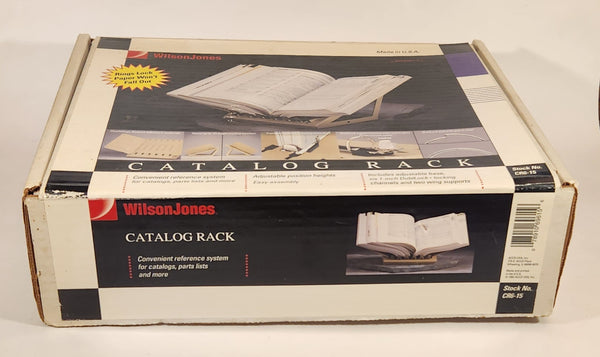 WilsonJones
Made in U.S.A.
Rings Lock
Paper Won't
Fall Out
CATALOG RACK
Convenient reference system
for catalogs, parts lists and more
Adjustable position heights
Easy assembly
Includes adjustable base,
six 1-inch DubLock locking
channels and two wing supports
Stock No.
CR6-15
WilsonJones
CATALOG RACK
Convenient reference system
for catalogs, parts lists
and more
Stock No.
CR6-15